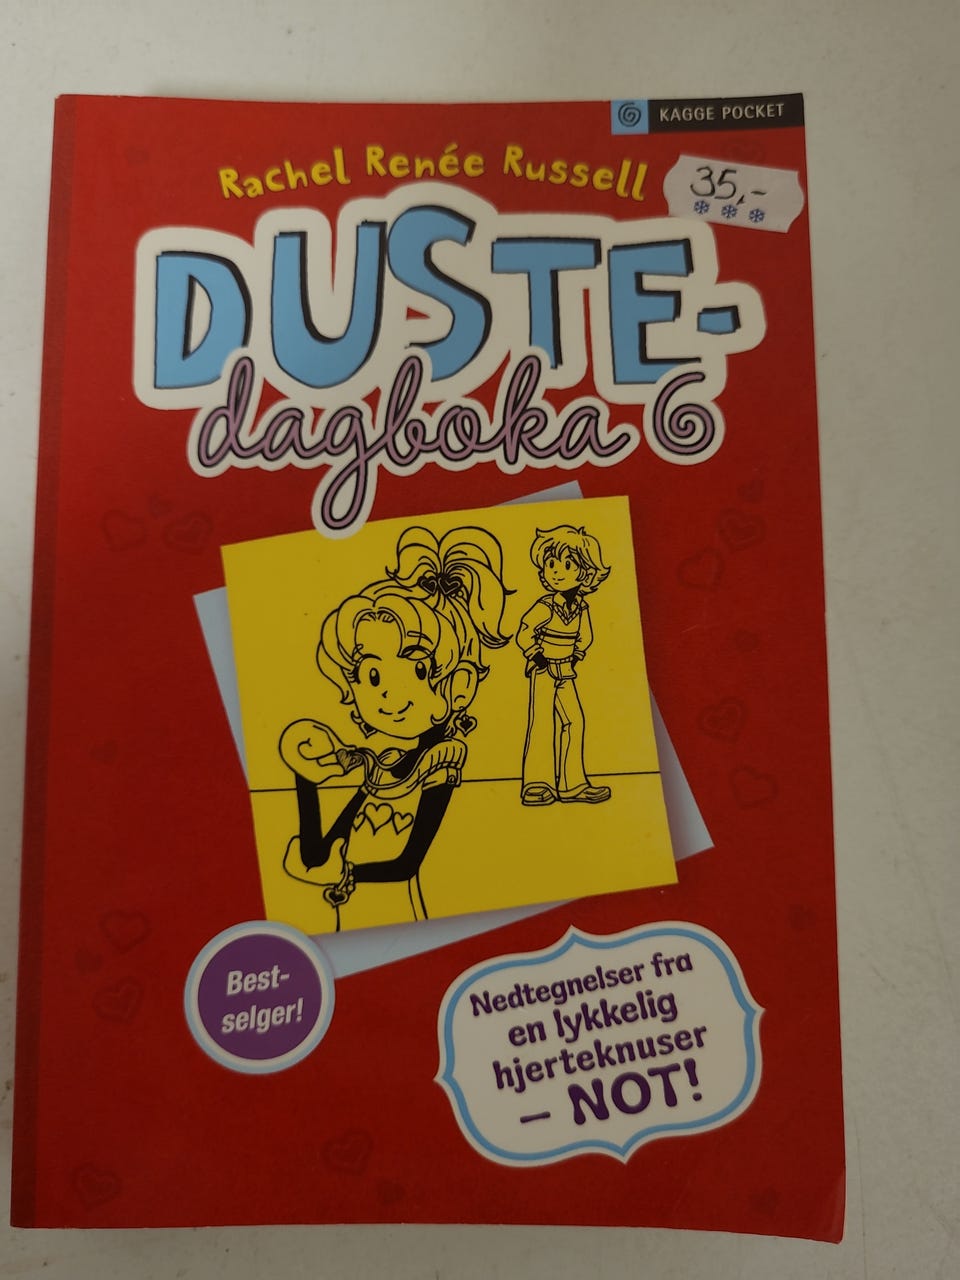 KAGGE POCKET
Rachel Renée Russell
35,-
DUSTE-
dagboka 6
Best-
selger!
Nedtegnelser fra
en lykkelig
hjerteknuser
– NOT!